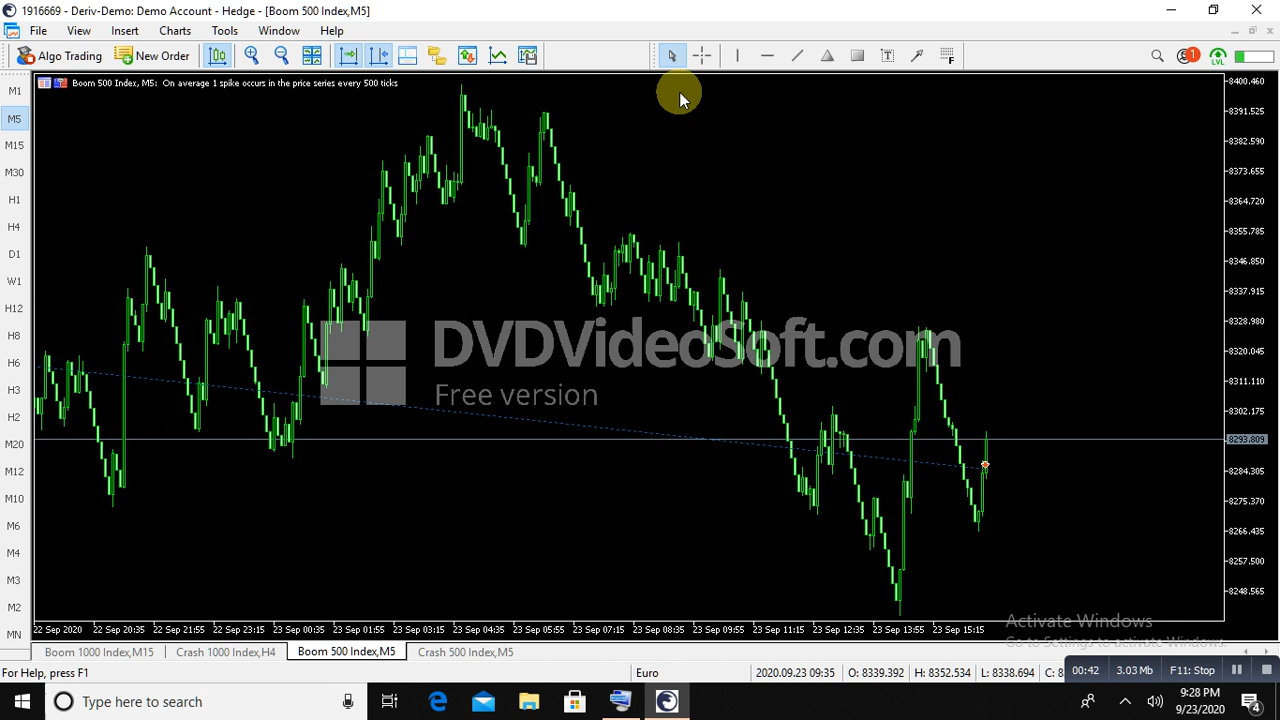 1916669 - Deriv-Demo: Demo Account - Hedge - [Boom 500 Index,M5]
File View Insert Charts Tools Window Help
Algo Trading New Order T F 1 LVL
Boom 500 Index, M5: On average 1 spike occurs in the price series every 500 ticks
M1
M5
M15
M30
H1
H4
D1
W1
H12
H8
H6
H3
H2
M20
M12
M10
M6
M4
M3
M2
MN
8400.460
8391.525
8382.590
8373.655
8364.720
8355.785
8346.850
8337.915
8328.980
8320.045
8311.110
8302.175
8293.809
8284.305
8275.370
8266.435
8257.500
8248.565
DVDVideoSoft.com
Free version
22 Sep 2020 22 Sep 20:35 22 Sep 21:55 22 Sep 23:15 23 Sep 00:35 23 Sep 01:55 23 Sep 03:15 23 Sep 04:35 23 Sep 05:55 23 Sep 07:15 23 Sep 08:35 23 Sep 09:55 23 Sep 11:15 23 Sep 12:35 23 Sep 13:55 23 Sep 15:15
Activate Windows
Go to Settings to activate Windows.
Boom 1000 Index,M15 Crash 1000 Index,H4 Boom 500 Index,M5 Crash 500 Index,M5
For Help, press F1 Euro 2020.09.23 09:35 O: 8339.392 H: 8352.534 L: 8338.694 C: 8
00:42 3.03 Mb F11: Stop
Type here to search
9:28 PM
9/23/2020
4